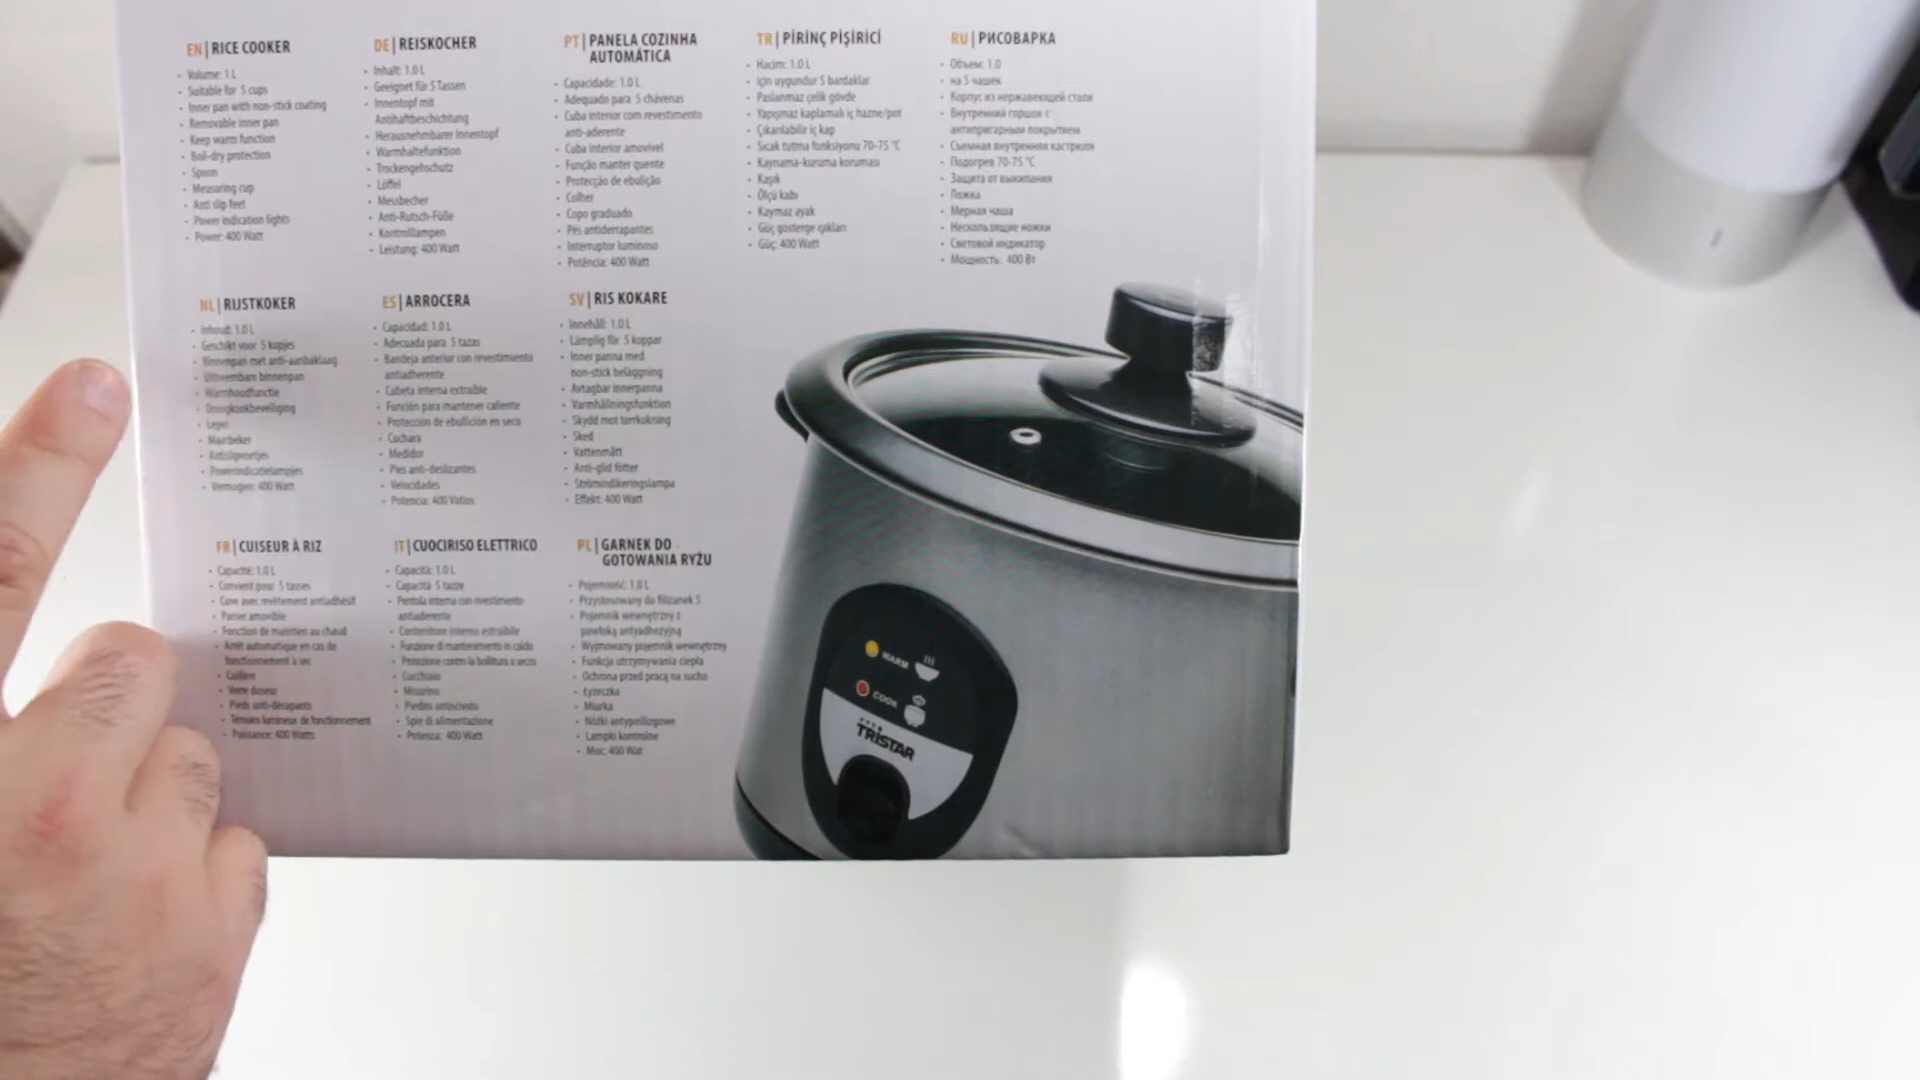 EN | RICE COOKER
• Volume: 1 L
• Suitable for 5 cups
• Inner pan with non-stick coating
• Removable inner pan
• Keep warm function
• Boil-dry protection
• Spoon
• Measuring cup
• Anti slip feet
• Power indication lights
• Power: 400 Watt
DE | REISKOCHER
• Inhalt: 1.0 L
• Geeignet für 5 Tassen
• Innentopf mit
Antihaftbeschichtung
• Herausnehmbarer Innentopf
• Warmhaltefunktion
• Trockengehschutz
• Löffel
• Messbecher
• Anti-Rutsch-Füße
• Kontrolllampen
• Leistung: 400 Watt
PT | PANELA COZINHA
AUTOMÁTICA
• Capacidade: 1.0 L
• Adequado para 5 chávenas
• Cuba interior com revestimento
anti-aderente
• Cuba interior amovível
• Função manter quente
• Protecção de ebulição
• Colher
• Copo graduado
• Pés antiderrapantes
• Interruptor luminoso
• Potência: 400 Watt
TR | PİRİNÇ PİŞİRİCİ
• Hacim: 1.0 L
• için uygundur 5 bardaklar
• Paslanmaz çelik gövde
• Yapışmaz kaplamalı iç hazne/pot
• Çıkarılabilir iç kap
• Sıcak tutma funksiyonu 70-75 °C
• Kaynama-kuruma koruması
• Kaşık
• Ölçü kabı
• Kaymaz ayak
• Güç gösterge ışıkları
• Güç: 400 Watt
RU | РИСОВАРКА
• Объем: 1.0
• на 5 чашек
• Корпус из нержавеющей стали
• Внутренний горшок с
антипригарным покрытием
• Съемная внутренняя кастрюля
• Подогрев 70-75 °C
• Защита от выкипания
• Ложка
• Мерная чаша
• Нескользящие ножки
• Световой индикатор
• Мощность: 400 Вт
NL | RIJSTKOKER
• Inhoud: 1.0 L
• Geschikt voor 5 kopjes
• Binnenpan met anti-aanbaklaag
• Uitneembare binnenpan
• Warmhoudfunctie
• Droogkookbeveiliging
• Lepel
• Maatbeker
• Antislipvoetjes
• Powerindicatielampjes
• Vermogen: 400 Watt
ES | ARROCERA
• Capacidad: 1.0 L
• Adecuada para 5 tazas
• Bandeja anterior con revestimiento
antiadherente
• Cubeta interna extraíble
• Función para mantener caliente
• Protección de ebullición en seco
• Cuchara
• Medidor
• Pies anti-deslizantes
• Velocidades
• Potencia: 400 Vatios
SV | RIS KOKARE
• Innehåll: 1.0 L
• Lämplig för 5 koppar
• Inner panna med
non-stick beläggning
• Avtagbar innerpanna
• Varmhållningsfunktion
• Skydd mot torrkokning
• Sked
• Vattenmått
• Anti-glid fötter
• Strömindikeringslampa
• Effekt: 400 Watt
FR | CUISEUR À RIZ
• Capacité: 1.0 L
• Convient pour 5 tasses
• Cuve avec revêtement antiadhésif
• Panier amovible
• Fonction de maintien au chaud
• Arrêt automatique en cas de
fonctionnement à sec
• Cuillère
• Verre doseur
• Pieds anti-dérapants
• Témoins lumineux de fonctionnement
• Puissance: 400 Watts
IT | CUOCIRISO ELETTRICO
• Capacità: 1.0 L
• Capacità 5 tazze
• Pentola interna con rivestimento
antiaderente
• Contenitore interno estraibile
• Funzione di mantenimento in caldo
• Protezione contro la bollitura a secco
• Cucchiaio
• Misurino
• Piedini antiscivolo
• Spie di alimentazione
• Potenza: 400 Watt
PL | GARNEK DO
GOTOWANIA RYŻU
• Pojemność: 1.0 L
• Przystosowany do filiżanek 5
• Pojemnik wewnętrzny z
powłoką antyadhezyjną
• Wyjmowany pojemnik wewnętrzny
• Funkcja utrzymywania ciepła
• Ochrona przed pracą na sucho
• Łyżeczka
• Miarka
• Nóżki antypoślizgowe
• Lampki kontrolne
• Moc: 400 Wat
WARM
COOK
TRISTAR